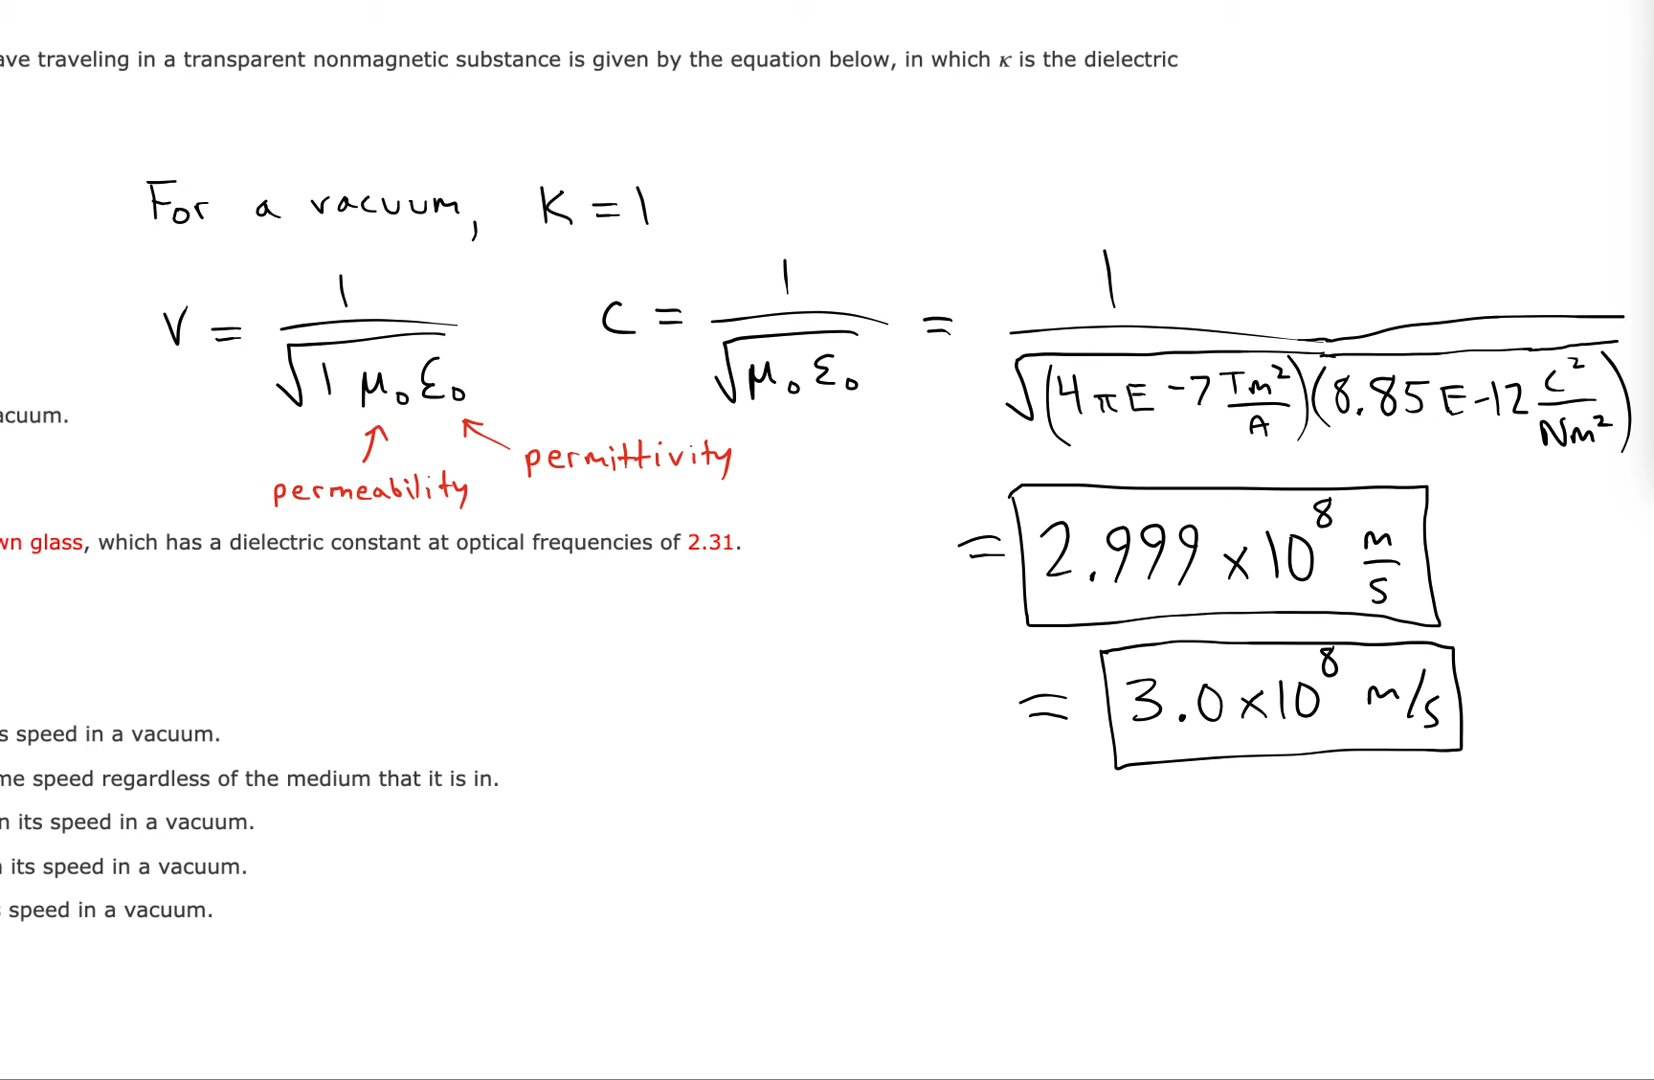 ave traveling in a transparent nonmagnetic substance is given by the equation below, in which κ is the dielectric
For a vacuum, K = 1
V = 1 / √(1 μ₀ ε₀)    C = 1 / √(μ₀ ε₀) = 1 / √((4πE-7 Tm²/A)(8.85E-12 C²/Nm²))
acuum.
permeability
permittivity
wn glass, which has a dielectric constant at optical frequencies of 2.31.
= 2.999 × 10⁸ m/s
= 3.0 × 10⁸ m/s
s speed in a vacuum.
me speed regardless of the medium that it is in.
n its speed in a vacuum.
its speed in a vacuum.
speed in a vacuum.